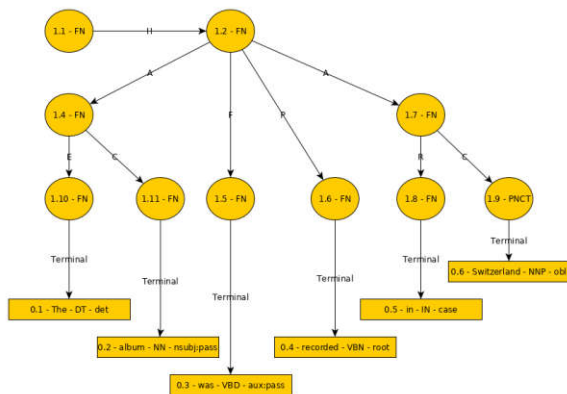 1.1 - FN
H
1.2 - FN
A
F
P
A
1.4 - FN
1.7 - FN
E
C
R
C
1.10 - FN
1.11 - FN
1.5 - FN
1.6 - FN
1.8 - FN
1.9 - PNCT
Terminal
Terminal
Terminal
Terminal
Terminal
Terminal
0.6 - Switzerland - NNP - obl
0.1 - The - DT - det
0.5 - in - IN - case
0.2 - album - NN - nsubj:pass
0.4 - recorded - VBN - root
0.3 - was - VBD - aux:pass